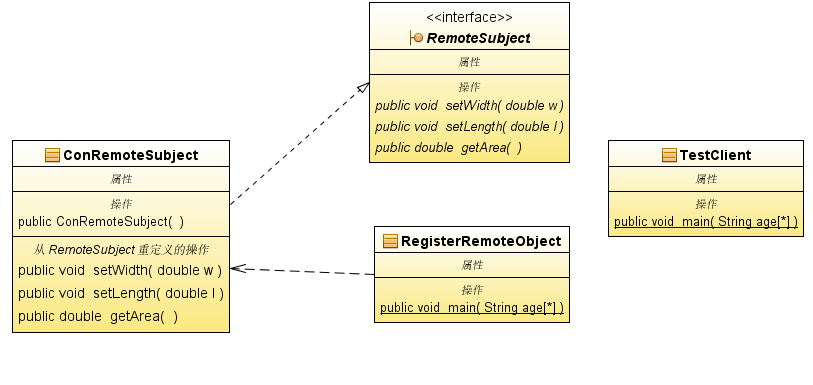 <<interface>>
RemoteSubject
属性
操作
public void setWidth( double w )
public void setLength( double l )
public double getArea( )
ConRemoteSubject
属性
操作
public ConRemoteSubject( )
从 RemoteSubject 重定义的操作
public void setWidth( double w )
public void setLength( double l )
public double getArea( )
RegisterRemoteObject
属性
操作
public void main( String age[*] )
TestClient
属性
操作
public void main( String age[*] )